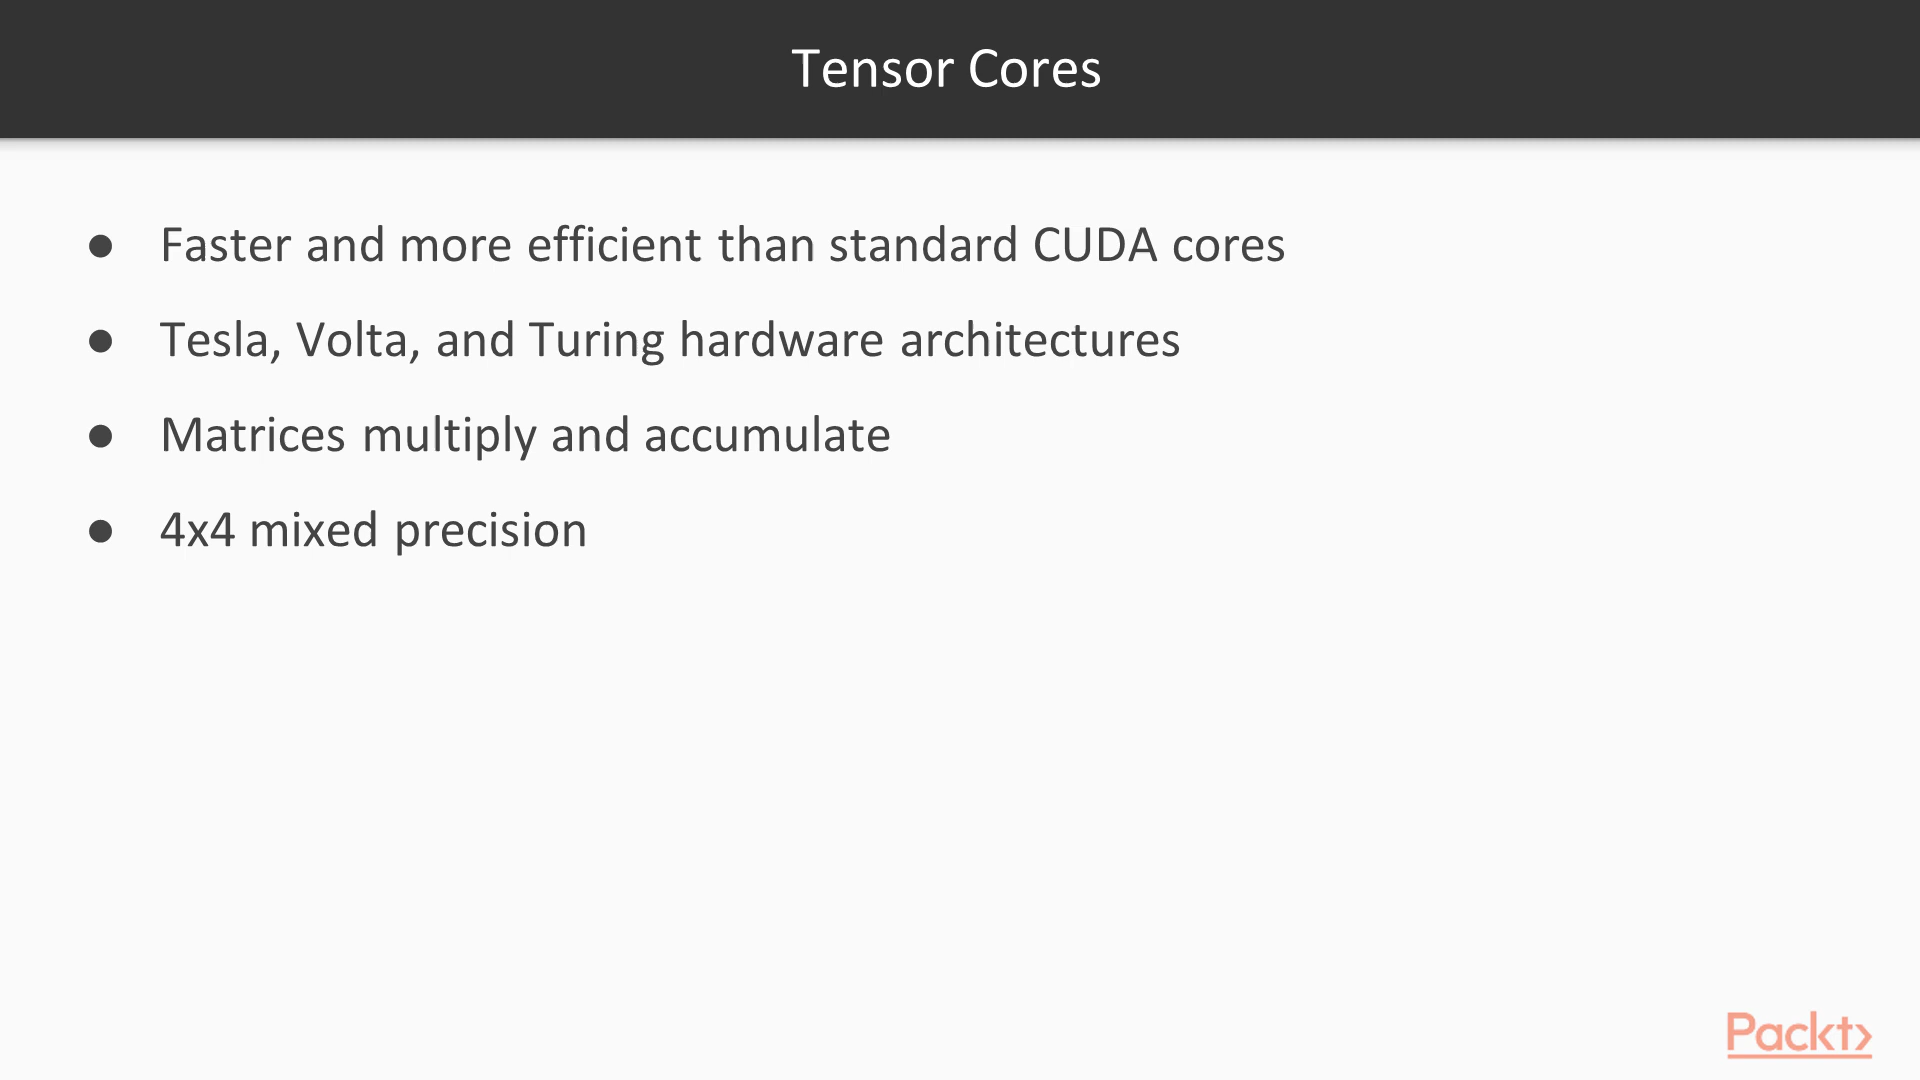 Tensor Cores
● Faster and more efficient than standard CUDA cores
● Tesla, Volta, and Turing hardware architectures
● Matrices multiply and accumulate
● 4x4 mixed precision
Packt>